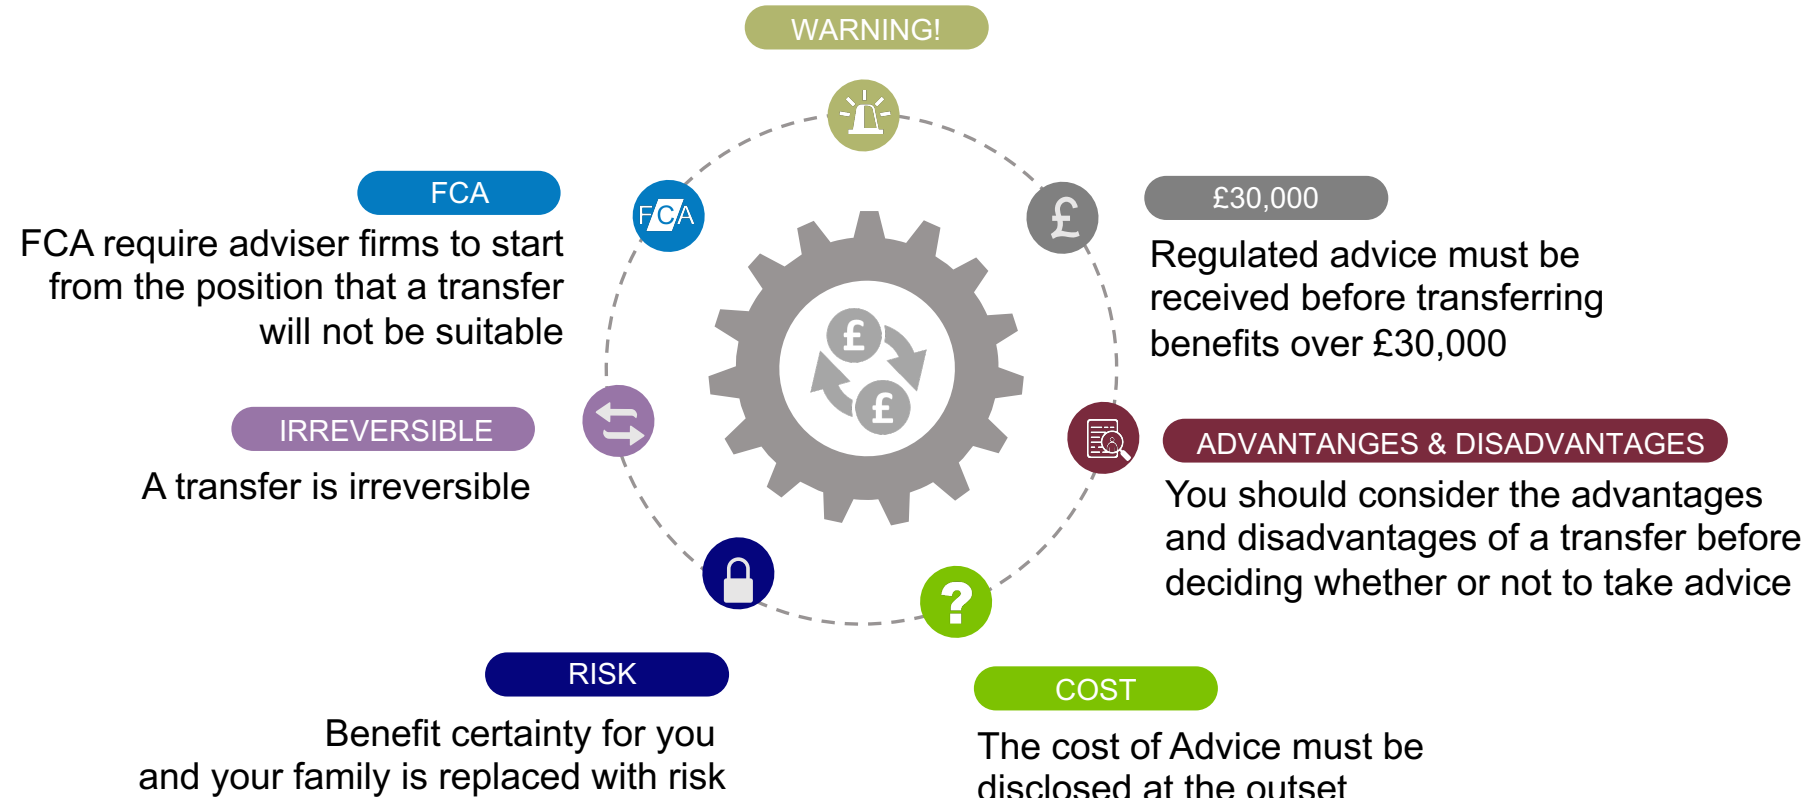 WARNING!
FCA
FCA
FCA require adviser firms to start
from the position that a transfer
will not be suitable
£
£30,000
Regulated advice must be
received before transferring
benefits over £30,000
£
£
IRREVERSIBLE
A transfer is irreversible
ADVANTANGES & DISADVANTAGES
You should consider the advantages
and disadvantages of a transfer before
deciding whether or not to take advice
?
RISK
Benefit certainty for you
and your family is replaced with risk
COST
The cost of Advice must be
disclosed at the outset